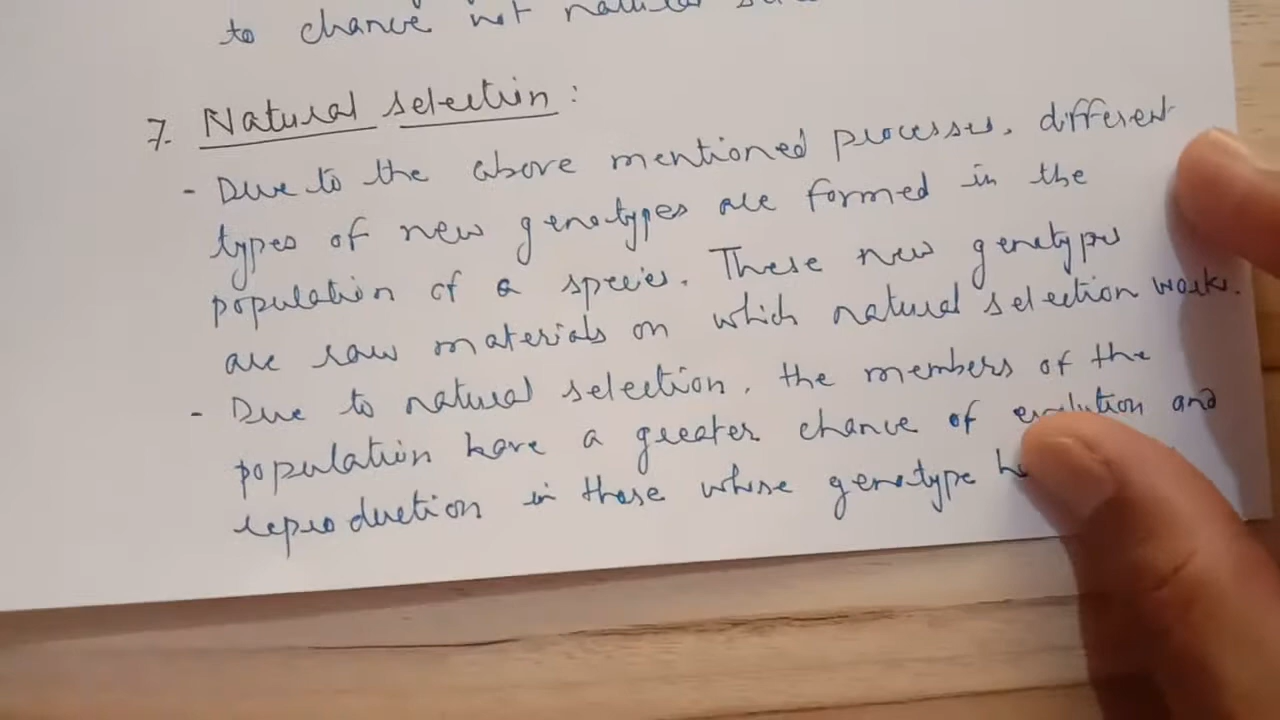 to chance not natural
7. Natural selection :
- Due to the above mentioned processes, different
types of new genotypes are formed in the
population of a species. These new genotypes
are raw materials on which natural selection works.
- Due to natural selection, the members of the
population have a greater chance of evolution and
reproduction in those whose genotype